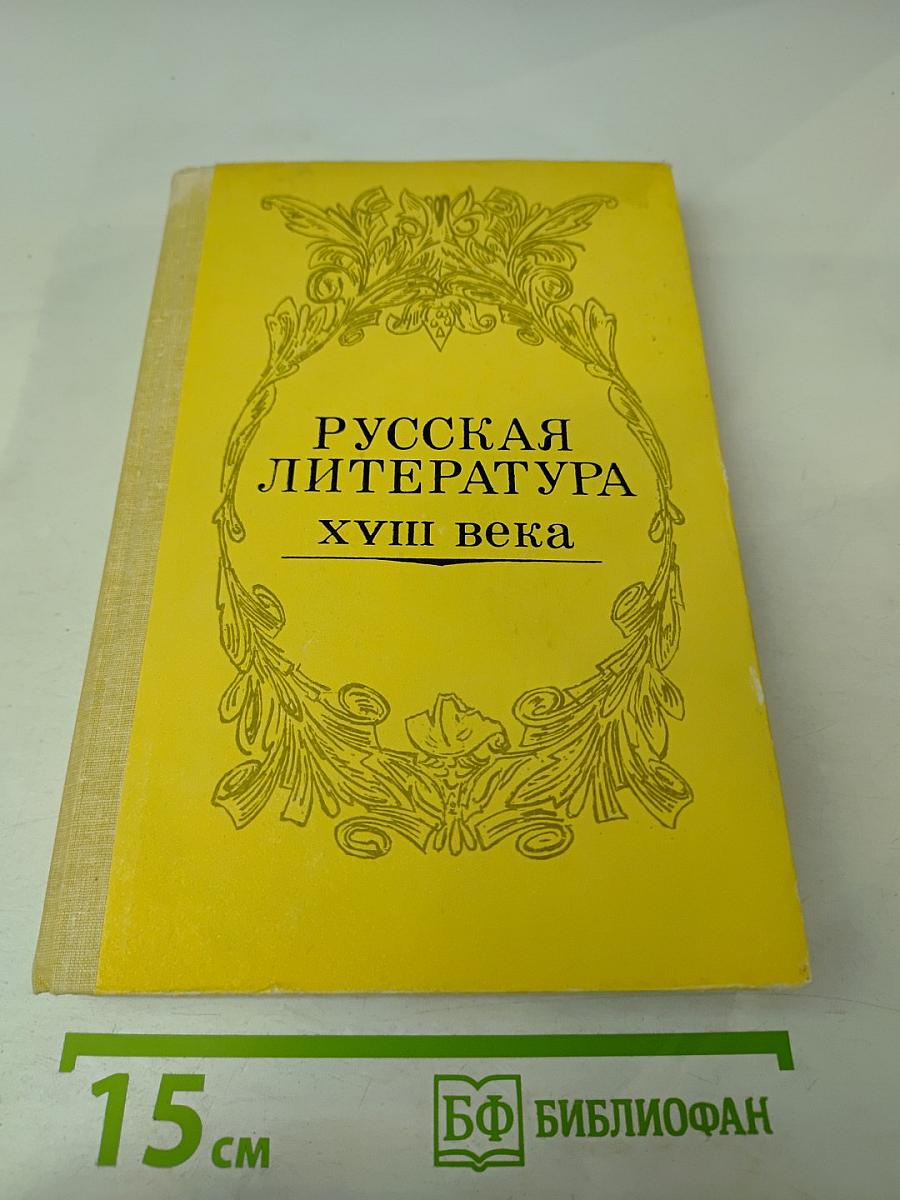 РУССКАЯ
ЛИТЕРАТУРА
XVIII века
15 см
БФ БИБЛИОФАН